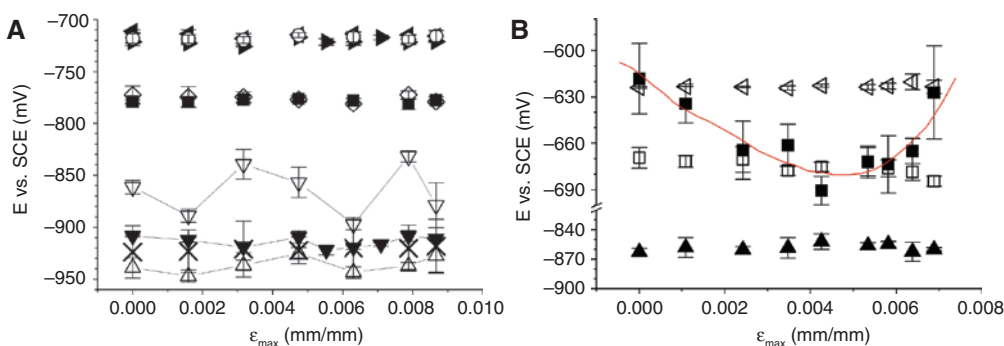 A
E vs. SCE (mV)
−700
−750
−800
−850
−900
−950
0.000 0.002 0.004 0.006 0.008 0.010
εmax (mm/mm)
B
E vs. SCE (mV)
−600
−630
−660
−690
−840
−870
−900
0.000 0.002 0.004 0.006 0.008
εmax (mm/mm)